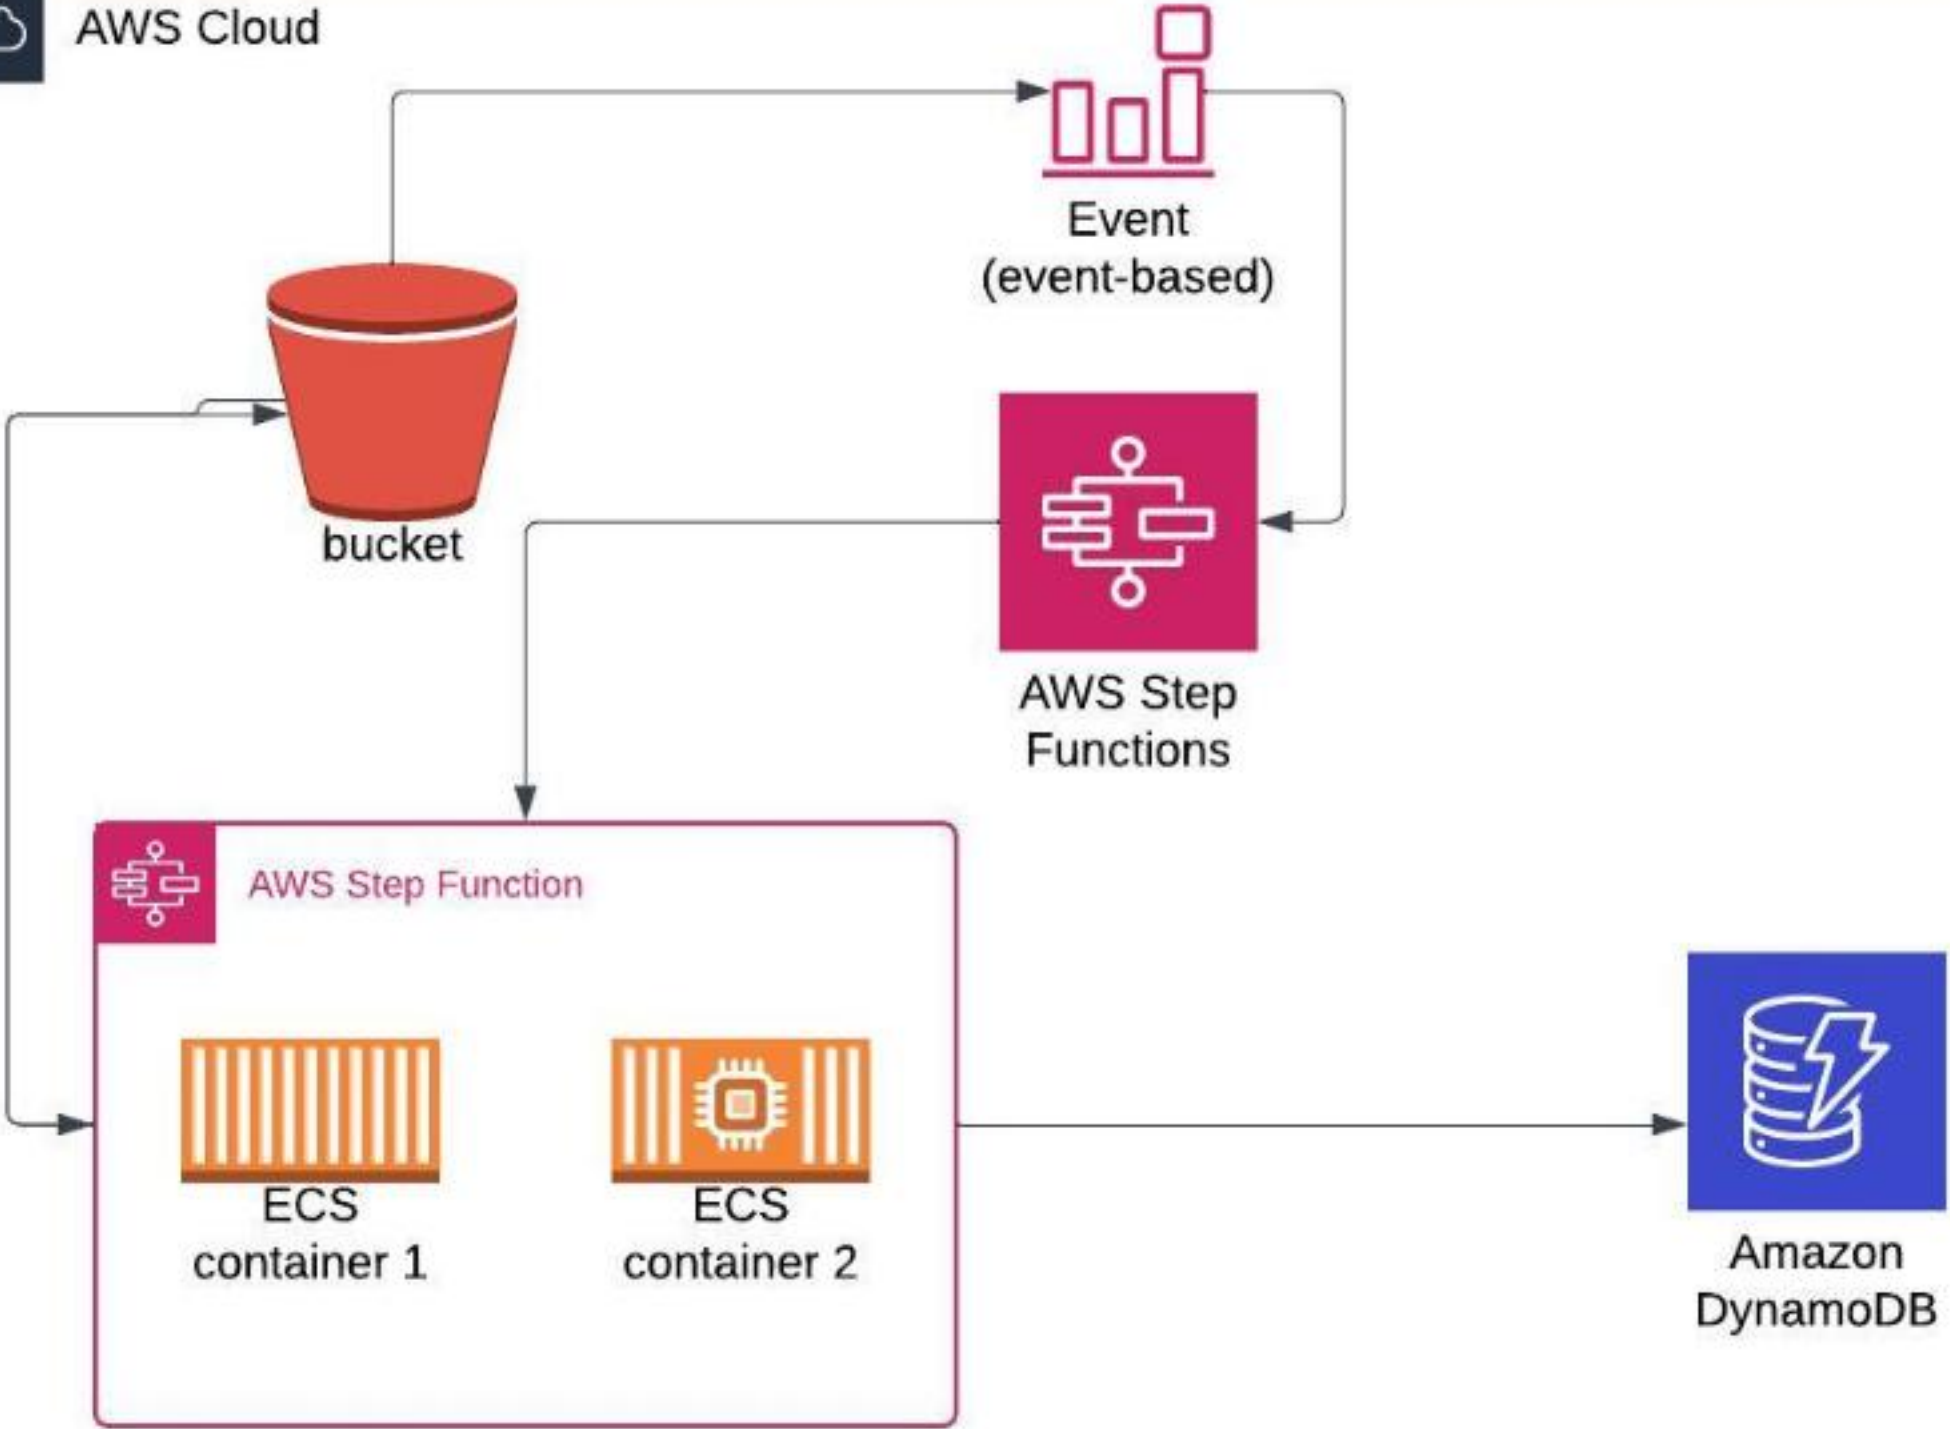 AWS Cloud
Event
(event-based)
bucket
AWS Step
Functions
AWS Step Function
ECS
container 1
ECS
container 2
Amazon
DynamoDB